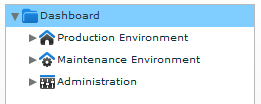 Dashboard
Production Environment
Maintenance Environment
Administration